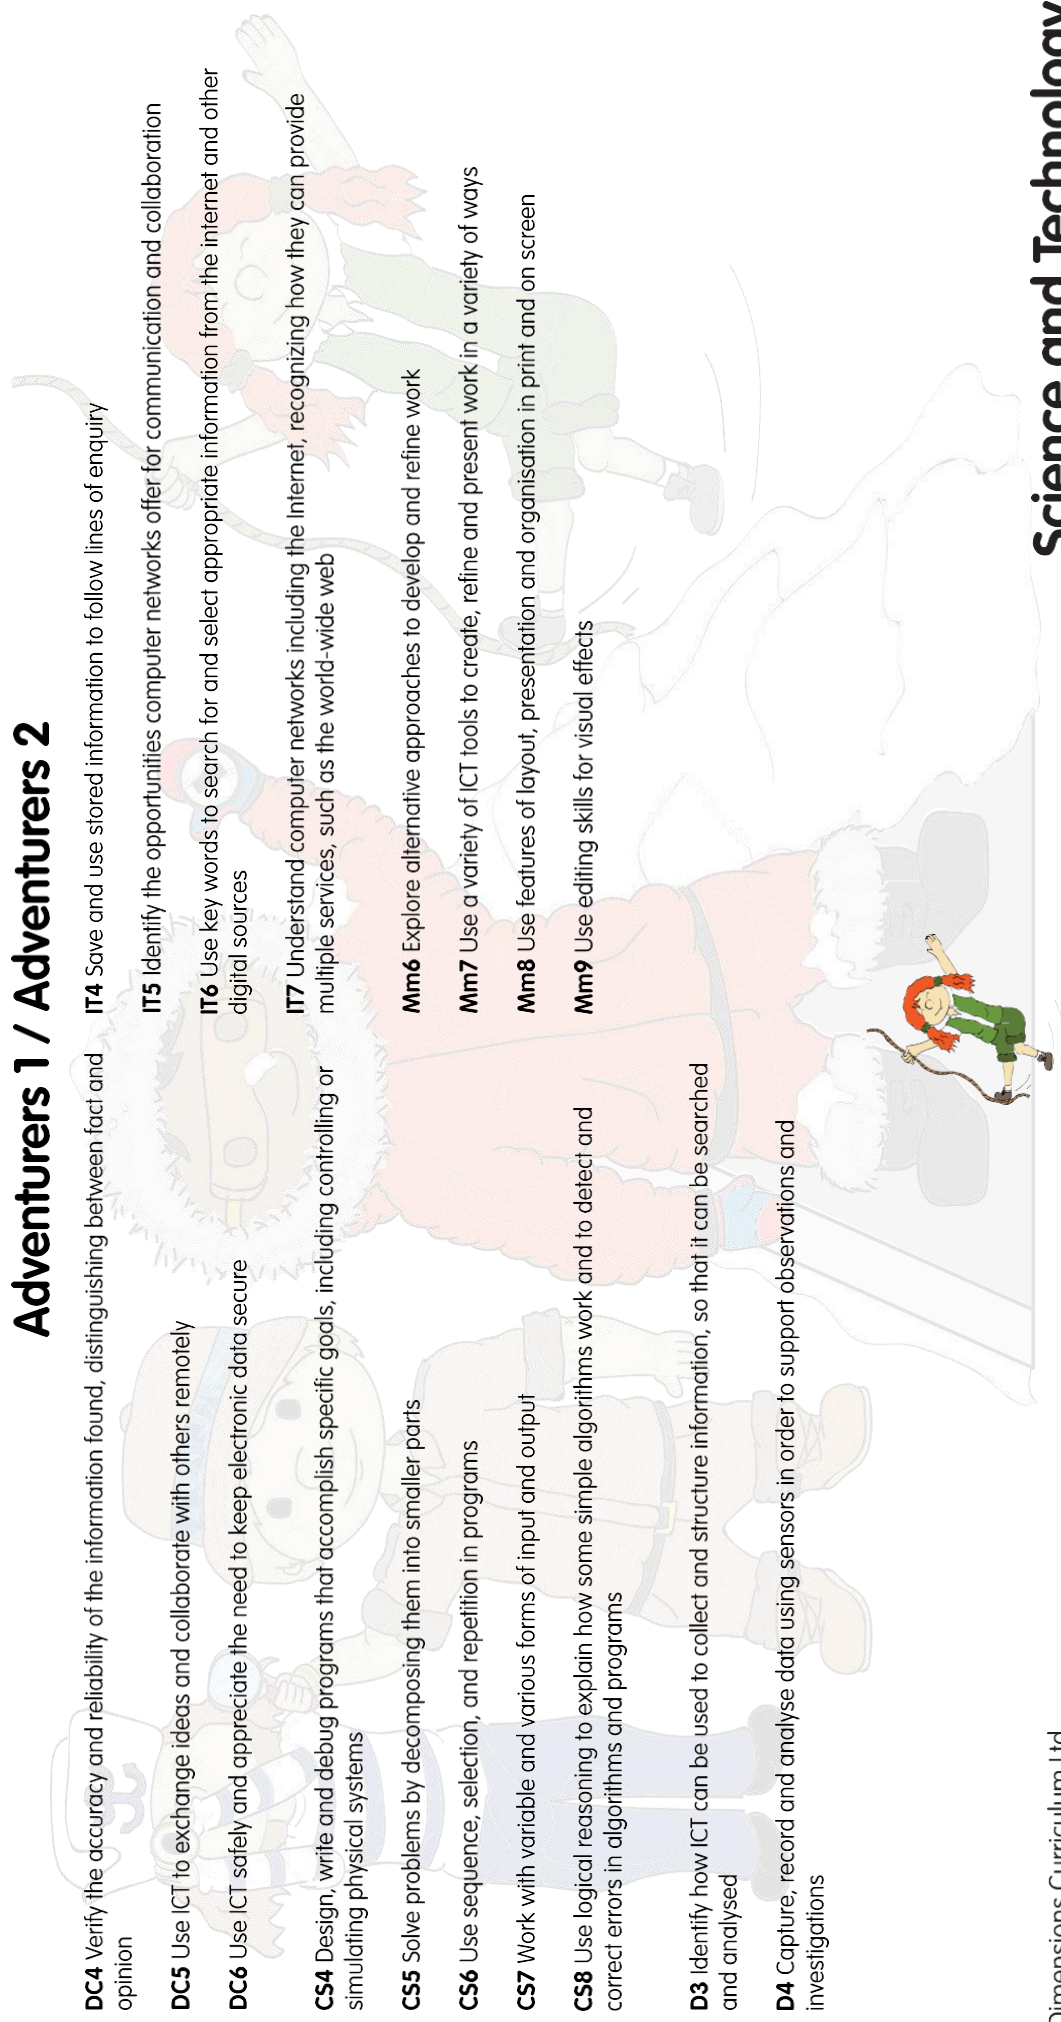 Adventurers 1 / Adventurers 2
DC4 Verify the accuracy and reliability of the information found, distinguishing between fact and
opinion
DC5 Use ICT to exchange ideas and collaborate with others remotely
DC6 Use ICT safely and appreciate the need to keep electronic data secure
CS4 Design, write and debug programs that accomplish specific goals, including controlling or
simulating physical systems
CS5 Solve problems by decomposing them into smaller parts
CS6 Use sequence, selection, and repetition in programs
CS7 Work with variable and various forms of input and output
CS8 Use logical reasoning to explain how some simple algorithms work and to detect and
correct errors in algorithms and programs
D3 Identify how ICT can be used to collect and structure information, so that it can be searched
and analysed
D4 Capture, record and analyse data using sensors in order to support observations and
investigations
IT4 Save and use stored information to follow lines of enquiry
IT5 Identify the opportunities computer networks offer for communication and collaboration
IT6 Use key words to search for and select appropriate information from the internet and other
digital sources
IT7 Understand computer networks including the Internet, recognizing how they can provide
multiple services, such as the world-wide web
Mm6 Explore alternative approaches to develop and refine work
Mm7 Use a variety of ICT tools to create, refine and present work in a variety of ways
Mm8 Use features of layout, presentation and organisation in print and on screen
Mm9 Use editing skills for visual effects
Dimensions Curriculum Ltd
Science and Technology